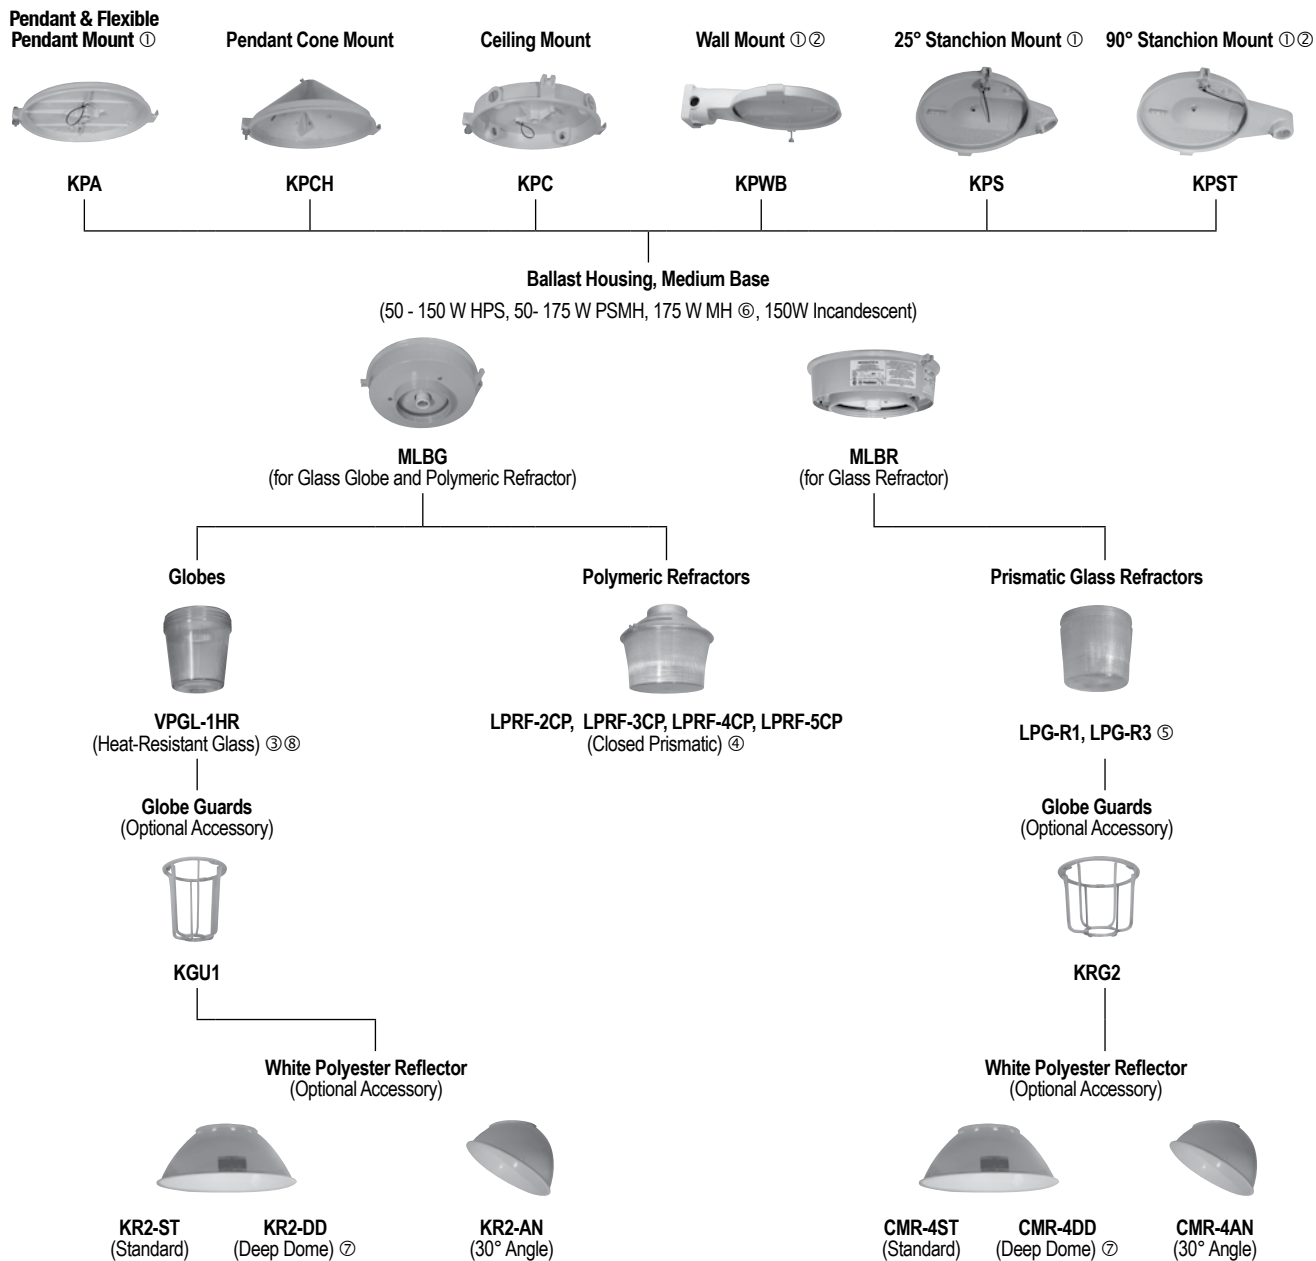 Pendant & Flexible
Pendant Mount ①
Pendant Cone Mount
Ceiling Mount
Wall Mount ①②
25° Stanchion Mount ①
90° Stanchion Mount ①②
KPA
KPCH
KPC
KPWB
KPS
KPST
Ballast Housing, Medium Base
(50 - 150 W HPS, 50- 175 W PSMH, 175 W MH ⑥, 150W Incandescent)
MLBG
(for Glass Globe and Polymeric Refractor)
MLBR
(for Glass Refractor)
Globes
Polymeric Refractors
Prismatic Glass Refractors
VPGL-1HR
(Heat-Resistant Glass) ③⑧
LPRF-2CP, LPRF-3CP, LPRF-4CP, LPRF-5CP
(Closed Prismatic) ④
LPG-R1, LPG-R3 ⑤
Globe Guards
(Optional Accessory)
Globe Guards
(Optional Accessory)
KGU1
KRG2
White Polyester Reflector
(Optional Accessory)
White Polyester Reflector
(Optional Accessory)
KR2-ST
(Standard)
KR2-DD
(Deep Dome) ⑦
KR2-AN
(30° Angle)
CMR-4ST
(Standard)
CMR-4DD
(Deep Dome) ⑦
CMR-4AN
(30° Angle)